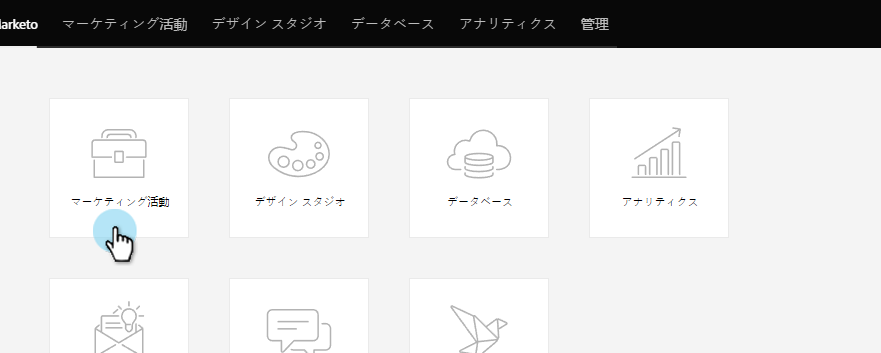 Marketo マーケティング活動 デザイン スタジオ データベース アナリティクス 管理
マーケティング活動 デザイン スタジオ データベース アナリティクス